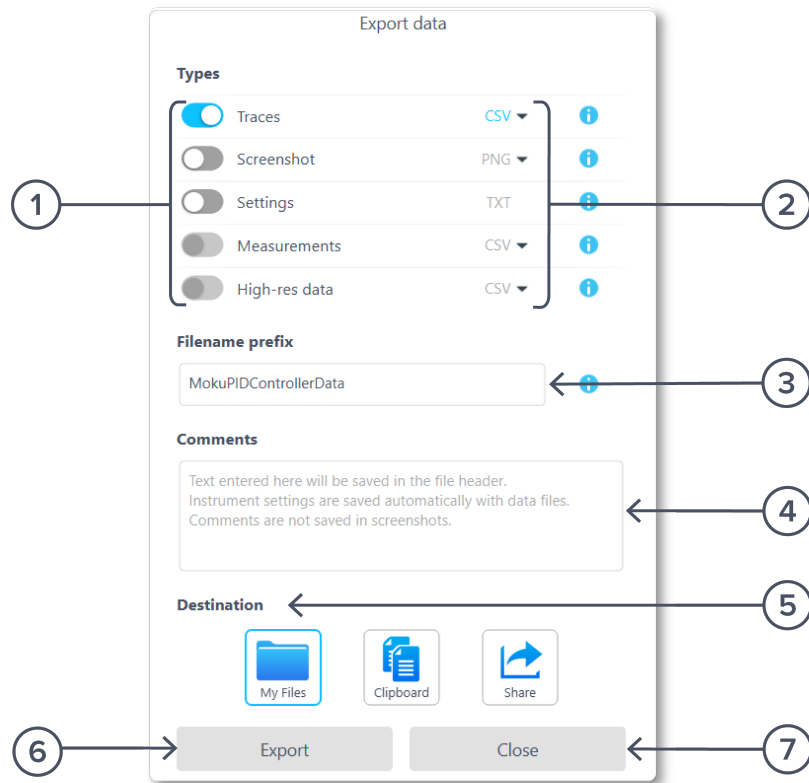 Export data
Types
Traces CSV
Screenshot PNG
1 Settings TXT 2
Measurements CSV
High-res data CSV
Filename prefix
MokuPIDControllerData 3
Comments
Text entered here will be saved in the file header.
Instrument settings are saved automatically with data files.
Comments are not saved in screenshots.
4
Destination 5
My Files Clipboard Share
6 Export Close 7